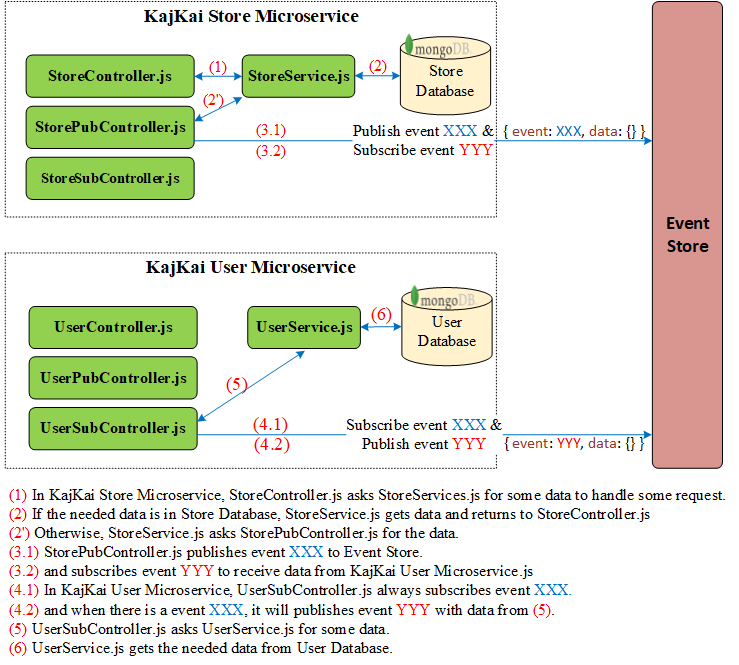 KajKai Store Microservice
StoreController.js
(1)
StoreService.js
(2)
mongoDB.
Store
Database
(2')
StorePubController.js
(3.1)
Publish event XXX &
{ event: XXX, data: {} }
(3.2)
Subscribe event YYY
StoreSubController.js
Event
Store
KajKai User Microservice
UserController.js
UserService.js
(6)
mongoDB.
User
Database
UserPubController.js
(5)
UserSubController.js
(4.1)
Subscribe event XXX &
(4.2)
Publish event YYY
{ event: YYY, data: {} }
(1) In KajKai Store Microservice, StoreController.js asks StoreServices.js for some data to handle some request.
(2) If the needed data is in Store Database, StoreService.js gets data and returns to StoreController.js
(2') Otherwise, StoreService.js asks StorePubController.js for the data.
(3.1) StorePubController.js publishes event XXX to Event Store.
(3.2) and subscribes event YYY to receive data from KajKai User Microservice.js
(4.1) In KajKai User Microservice, UserSubController.js always subscribes event XXX.
(4.2) and when there is a event XXX, it will publishes event YYY with data from (5).
(5) UserSubController.js asks UserService.js for some data.
(6) UserService.js gets the needed data from User Database.